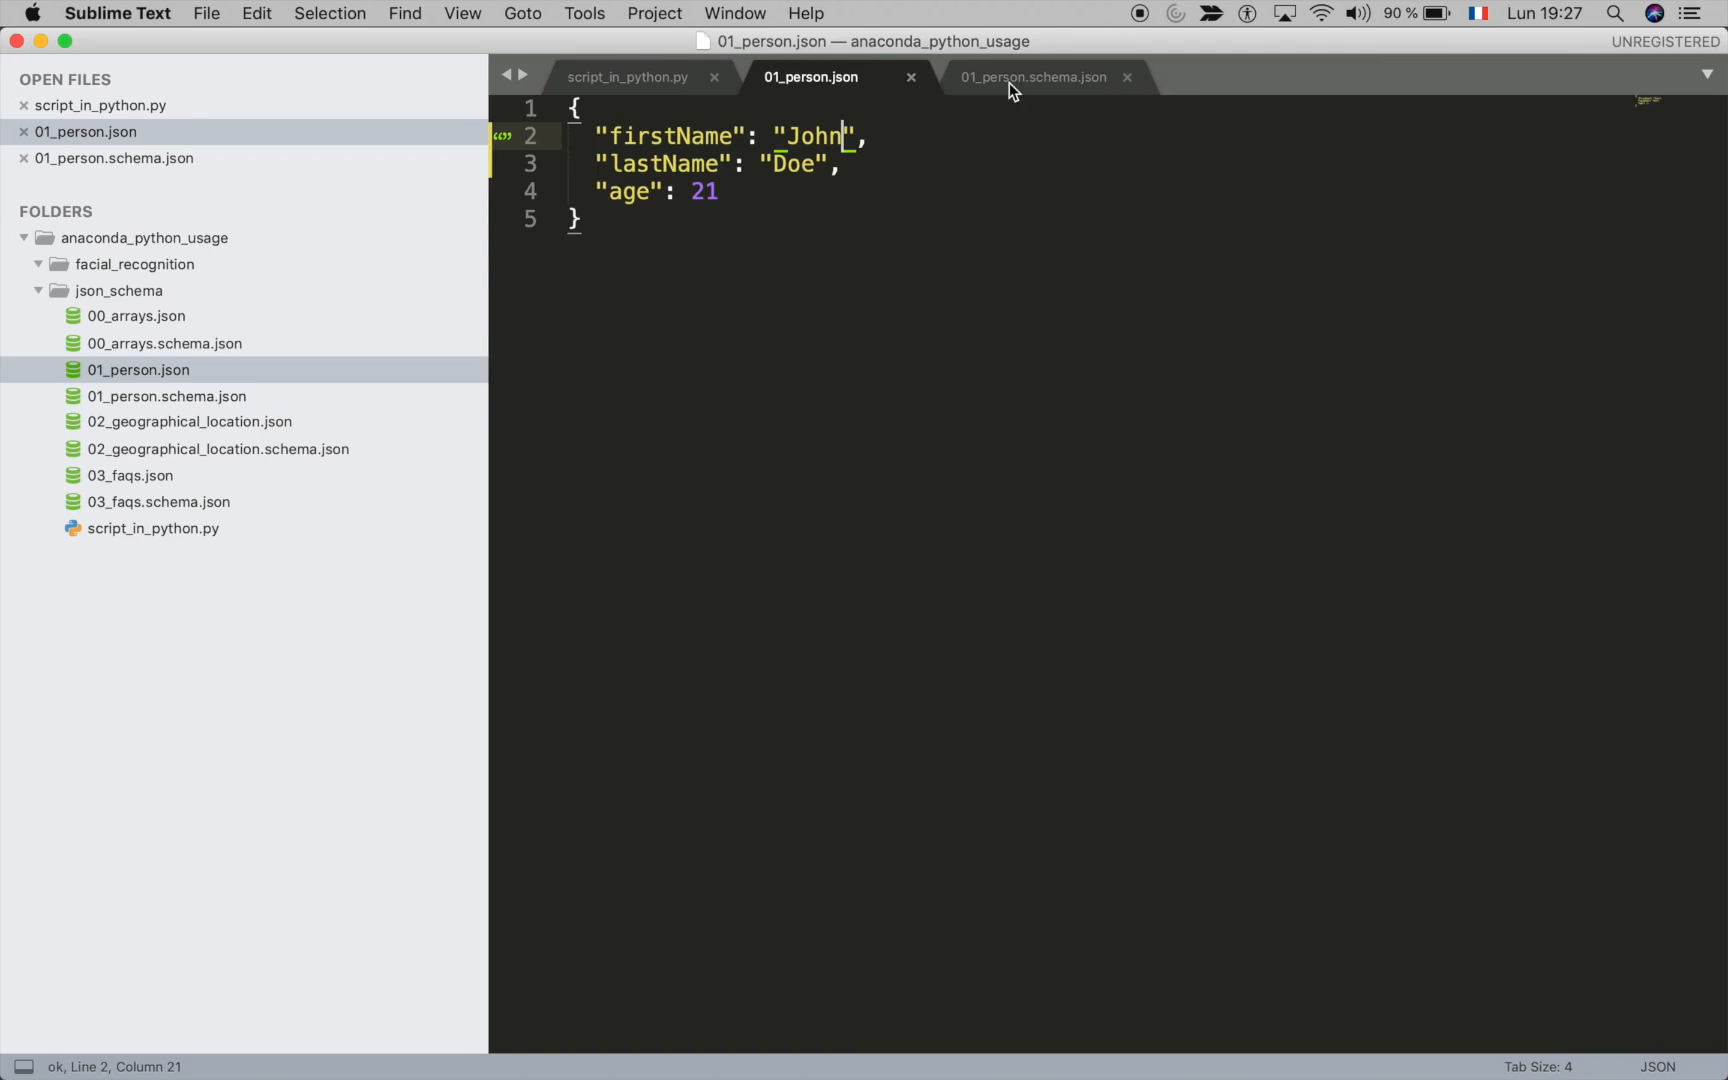 Sublime Text File Edit Selection Find View Goto Tools Project Window Help 90 % Lun 19:27
01_person.json — anaconda_python_usage UNREGISTERED
OPEN FILES
script_in_python.py
01_person.json
01_person.schema.json
FOLDERS
anaconda_python_usage
facial_recognition
json_schema
00_arrays.json
00_arrays.schema.json
01_person.json
01_person.schema.json
02_geographical_location.json
02_geographical_location.schema.json
03_faqs.json
03_faqs.schema.json
script_in_python.py
script_in_python.py 01_person.json 01_person.schema.json
1 {
2 "firstName": "John",
3 "lastName": "Doe",
4 "age": 21
5 }
ok, Line 2, Column 21 Tab Size: 4 JSON